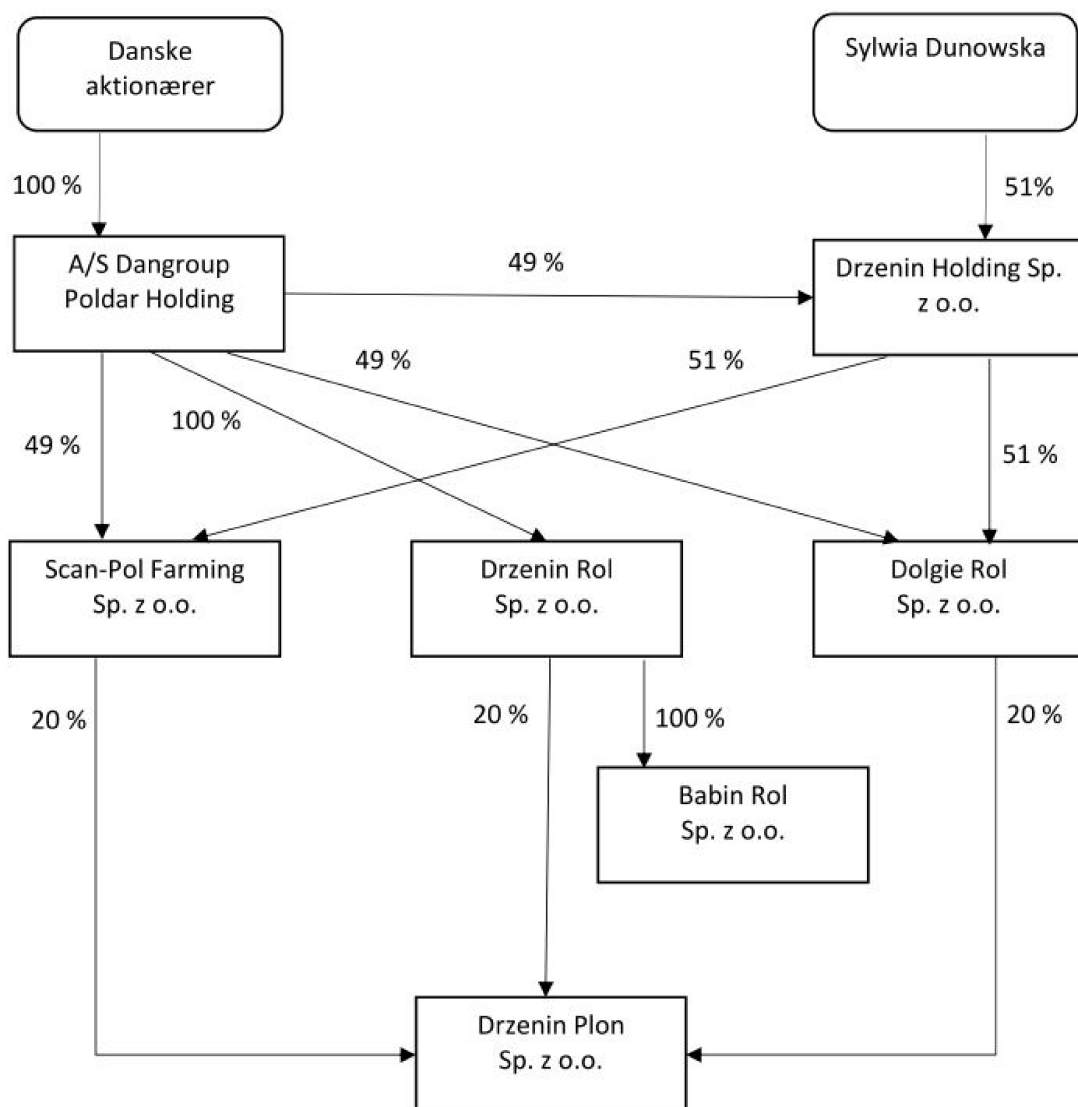 Danske
aktionærer
Sylwia Dunowska
100 %
51%
A/S Dangroup
Poldar Holding
49 %
Drzenin Holding Sp.
z o.o.
49 %
51 %
100 %
49 %
51 %
Scan-Pol Farming
Sp. z o.o.
Drzenin Rol
Sp. z o.o.
Dolgie Rol
Sp. z o.o.
20 %
20 %
100 %
20 %
Babin Rol
Sp. z o.o.
Drzenin Plon
Sp. z o.o.